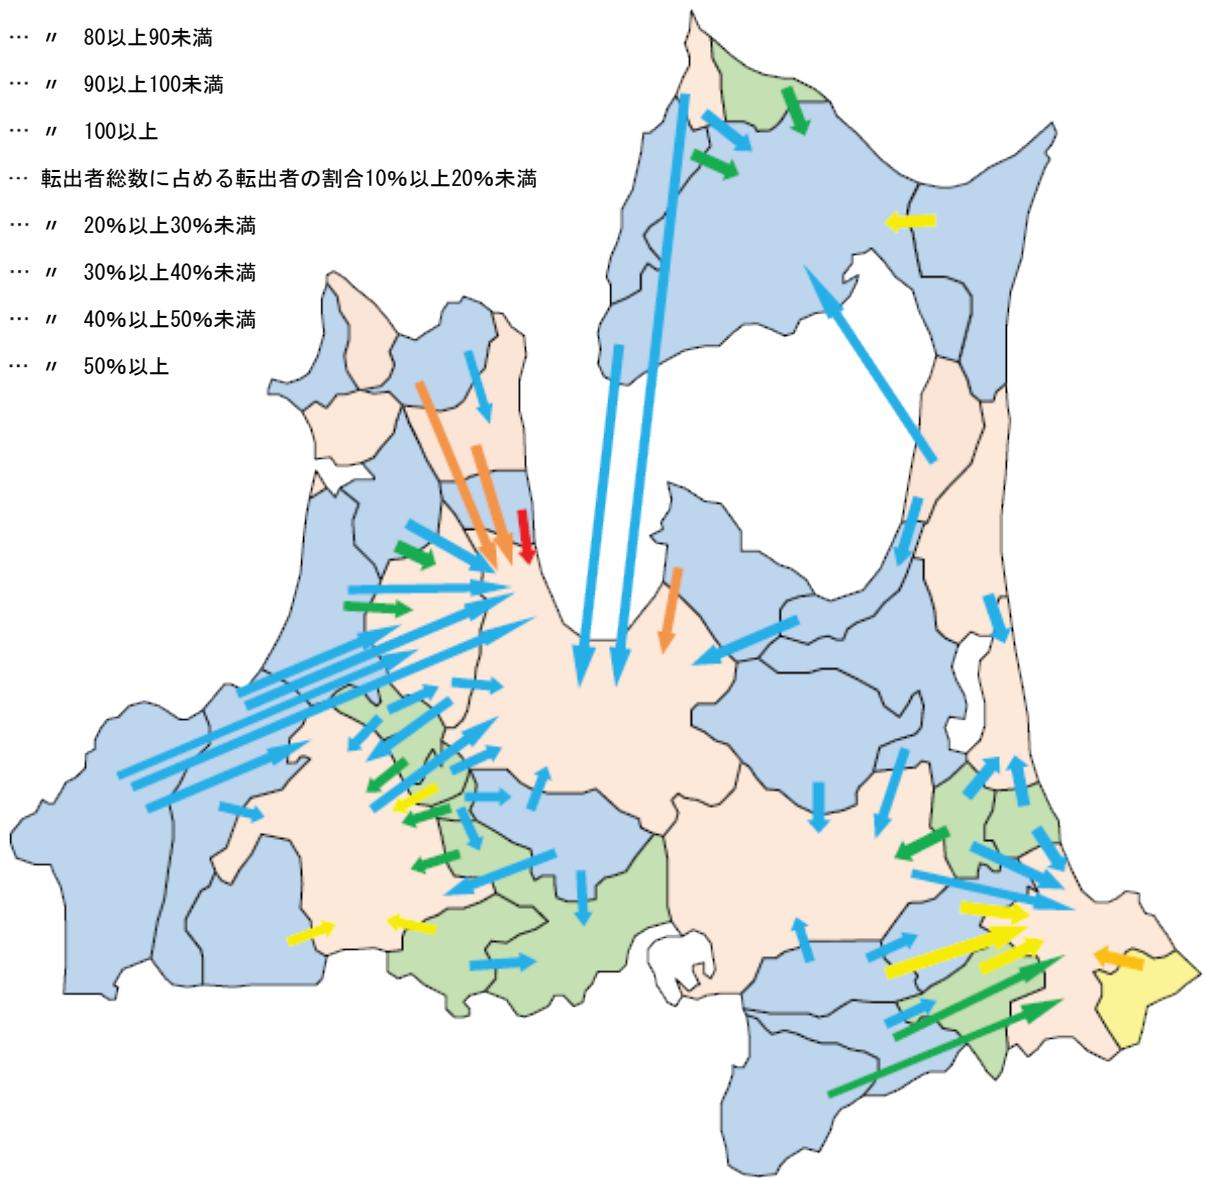 … 〃 80以上90未満
… 〃 90以上100未満
… 〃 100以上
… 転出者総数に占める転出者の割合10%以上20%未満
… 〃 20%以上30%未満
… 〃 30%以上40%未満
… 〃 40%以上50%未満
… 〃 50%以上